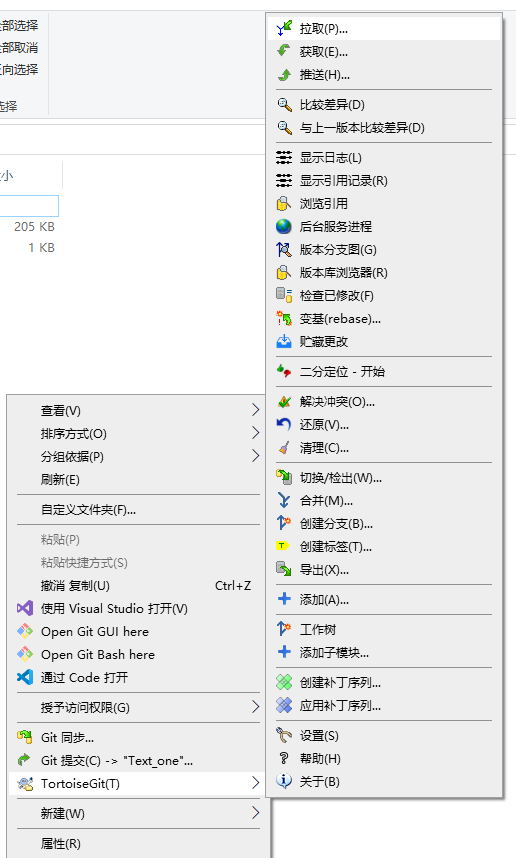 全部选择
全部取消
反向选择
选择
大小
205 KB
1 KB
查看(V)
排序方式(O)
分组依据(P)
刷新(E)
自定义文件夹(F)...
粘贴(P)
粘贴快捷方式(S)
撤消 复制(U) Ctrl+Z
使用 Visual Studio 打开(V)
Open Git GUI here
Open Git Bash here
通过 Code 打开
授予访问权限(G)
Git 同步...
Git 提交(C) -> "Text_one"...
TortoiseGit(T)
新建(W)
属性(R)
拉取(P)...
获取(E)...
推送(H)...
比较差异(D)
与上一版本比较差异(D)
显示日志(L)
显示引用记录(R)
浏览引用
后台服务进程
版本分支图(G)
版本库浏览器(R)
检查已修改(F)
变基(rebase)...
贮藏更改
二分定位 - 开始
解决冲突(O)...
还原(V)...
清理(C)...
切换/检出(W)...
合并(M)...
创建分支(B)...
创建标签(T)...
导出(X)...
添加(A)...
工作树
添加子模块...
创建补丁序列...
应用补丁序列...
设置(S)
帮助(H)
关于(B)